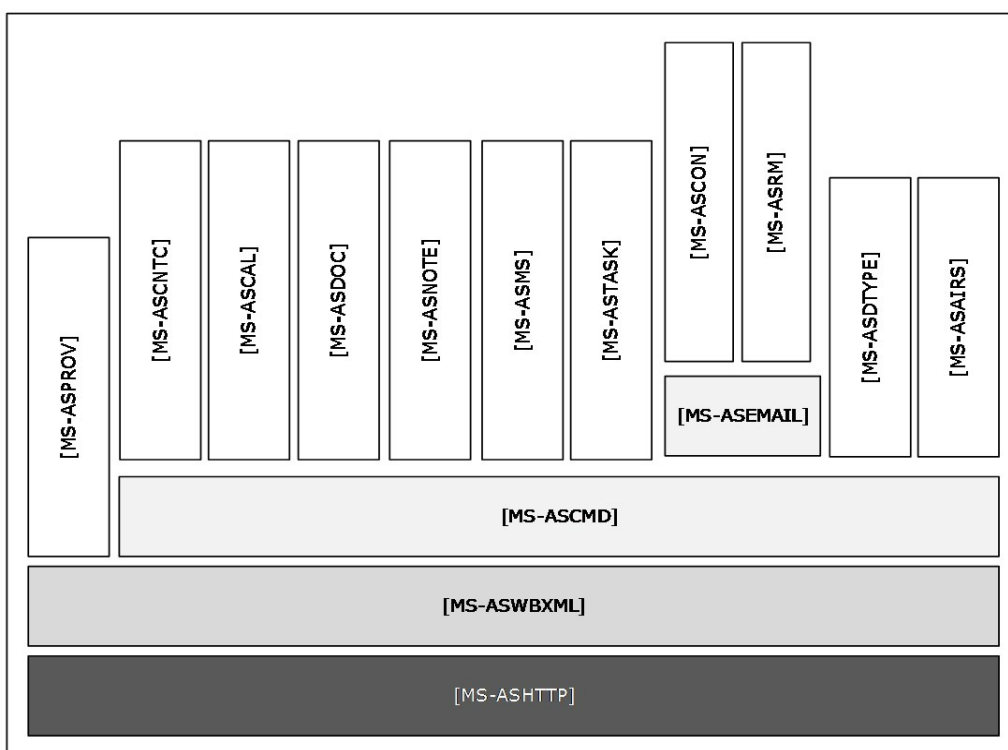 [MS-ASPROV]
[MS-ASCNTC]
[MS-ASCAL]
[MS-ASDOC]
[MS-ASNOTE]
[MS-ASMS]
[MS-ASTASK]
[MS-ASCON]
[MS-ASRM]
[MS-ASDTYPE]
[MS-ASAIRS]
[MS-ASEMAIL]
[MS-ASCMD]
[MS-ASWBXML]
[MS-ASHTTP]